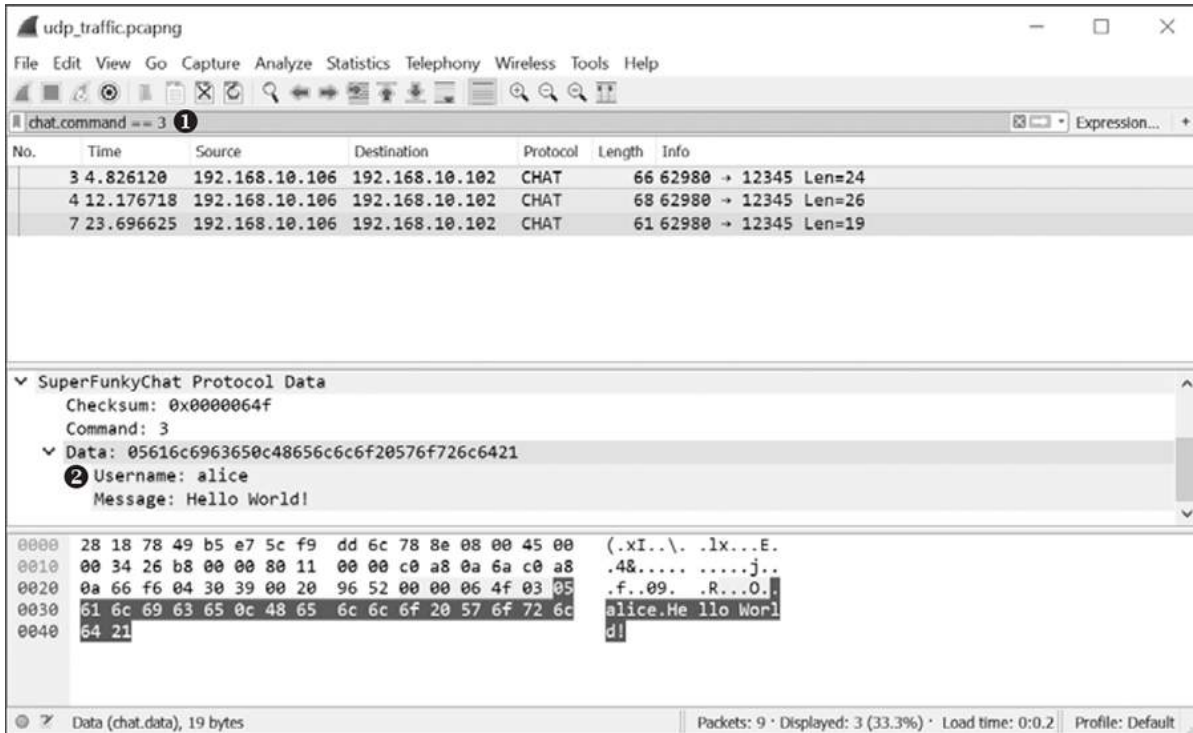 udp_traffic.pcapng
File Edit View Go Capture Analyze Statistics Telephony Wireless Tools Help
chat.command == 3 ❶ Expression... +
No. Time Source Destination Protocol Length Info
3 4.826120 192.168.10.106 192.168.10.102 CHAT 66 62980 → 12345 Len=24
4 12.176718 192.168.10.106 192.168.10.102 CHAT 68 62980 → 12345 Len=26
7 23.696625 192.168.10.106 192.168.10.102 CHAT 61 62980 → 12345 Len=19
SuperFunkyChat Protocol Data
Checksum: 0x0000064f
Command: 3
Data: 05616c6963650c48656c6c6f20576f726c6421
❷ Username: alice
Message: Hello World!
0000 28 18 78 49 b5 e7 5c f9 dd 6c 78 8e 08 00 45 00 (.xI..\. .lx...E.
0010 00 34 26 b8 00 00 80 11 00 00 c0 a8 0a 6a c0 a8 .4&..... .....j..
0020 0a 66 f6 04 30 39 00 20 96 52 00 00 06 4f 03 05 .f..09. .R...O..
0030 61 6c 69 63 65 0c 48 65 6c 6c 6f 20 57 6f 72 6c alice.He llo Worl
0040 64 21 d!
Data (chat.data), 19 bytes Packets: 9 · Displayed: 3 (33.3%) · Load time: 0:0.2 Profile: Default